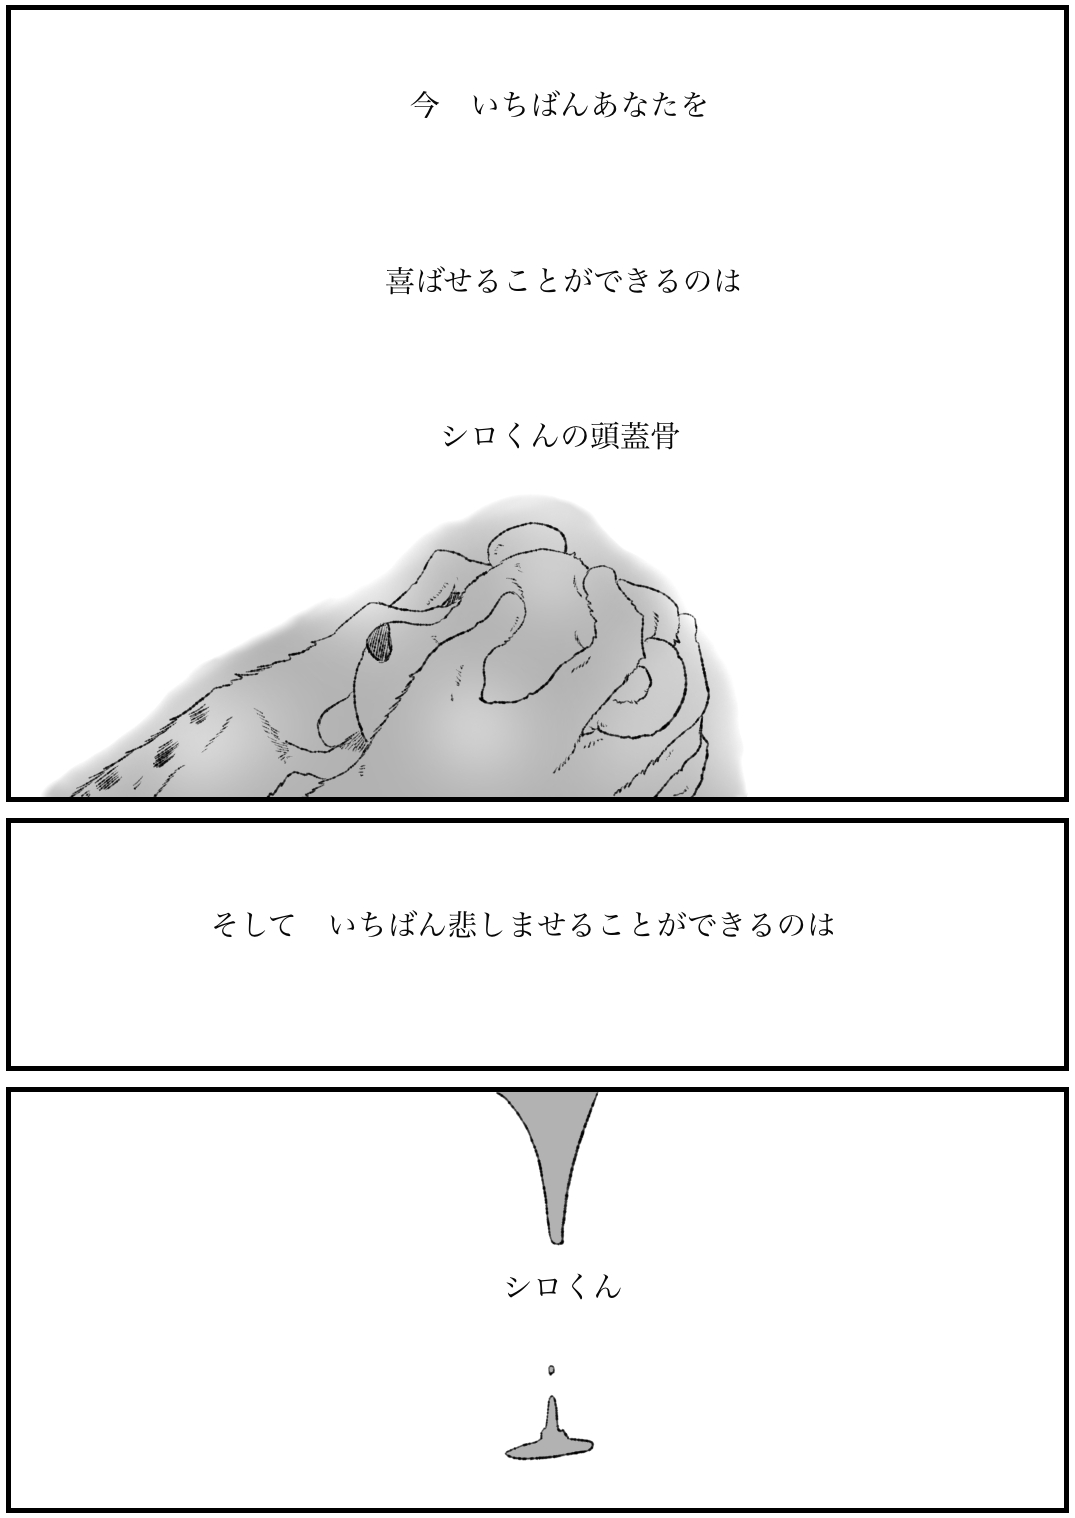 今　いちばんあなたを
喜ばせることができるのは
シロくんの頭蓋骨
そして　いちばん悲しませることができるのは
シロくん